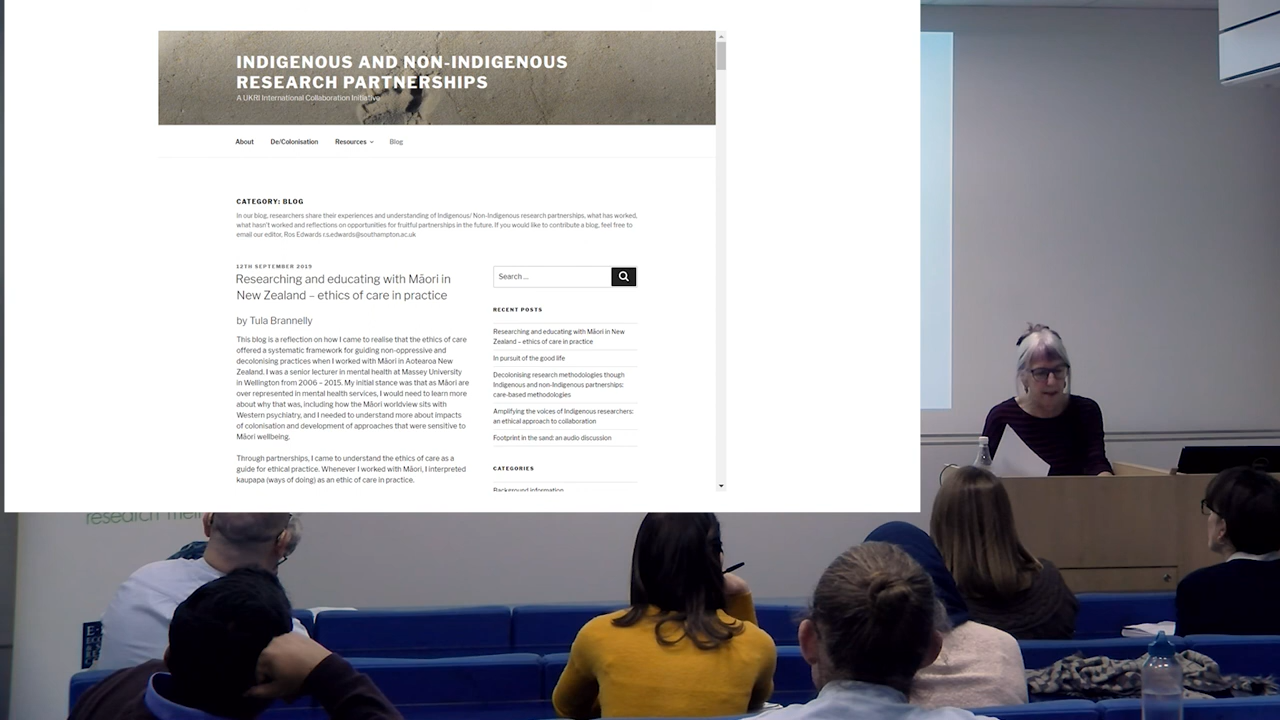 INDIGENOUS AND NON-INDIGENOUS
RESEARCH PARTNERSHIPS
A UKRI International Collaboration Initiative
About De/Colonisation Resources Blog
CATEGORY: BLOG
In our blog, researchers share their experiences and understanding of Indigenous/ Non-Indigenous research partnerships, what has worked,
what hasn't worked and reflections on opportunities for fruitful partnerships in the future. If you would like to contribute a blog, feel free to
email our editor, Ros Edwards r.s.edwards@southampton.ac.uk
12TH SEPTEMBER 2019
Researching and educating with Māori in
New Zealand – ethics of care in practice
by Tula Brannelly
This blog is a reflection on how I came to realise that the ethics of care
offered a systematic framework for guiding non-oppressive and
decolonising practices when I worked with Māori in Aotearoa New
Zealand. I was a senior lecturer in mental health at Massey University
in Wellington from 2006 – 2015. My initial stance was that as Māori are
over represented in mental health services, I would need to learn more
about why that was, including how the Māori worldview sits with
Western psychiatry, and I needed to understand more about impacts
of colonisation and development of approaches that were sensitive to
Māori wellbeing.
Through partnerships, I came to understand the ethics of care as a
guide for ethical practice. Whenever I worked with Māori, I interpreted
kaupapa (ways of doing) as an ethic of care in practice.
Search …
RECENT POSTS
Researching and educating with Māori in New
Zealand – ethics of care in practice
In pursuit of the good life
Decolonising research methodologies though
Indigenous and non-Indigenous partnerships:
care-based methodologies
Amplifying the voices of Indigenous researchers:
an ethical approach to collaboration
Footprint in the sand: an audio discussion
CATEGORIES
Background information
research